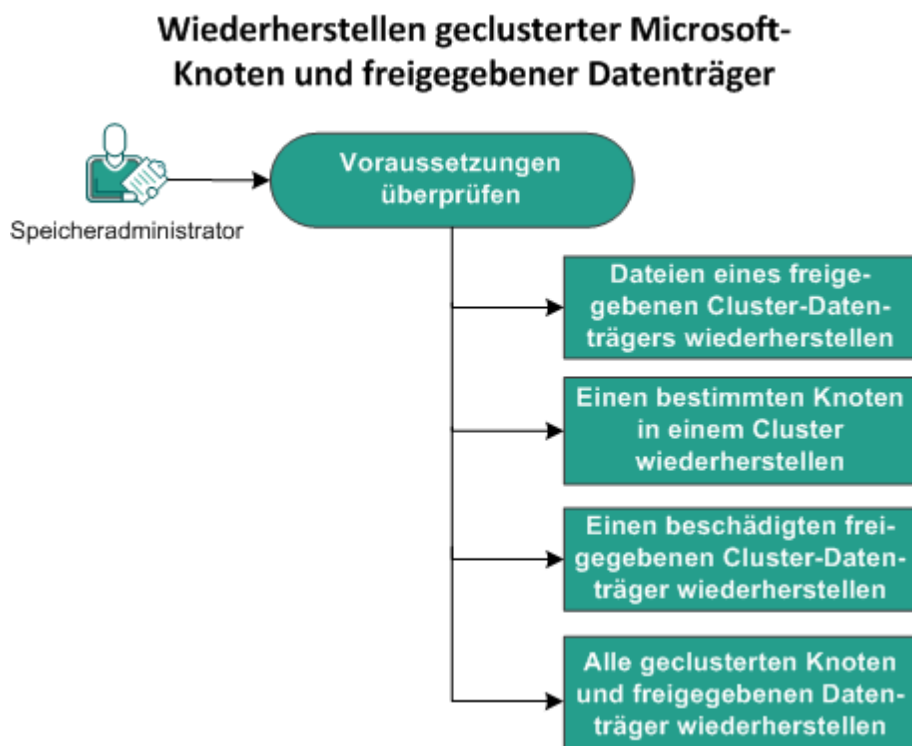 Wiederherstellen geclusterter Microsoft-
Knoten und freigegebener Datenträger
Voraussetzungen
überprüfen
Speicheradministrator
Dateien eines freige-
gebenen Cluster-Daten-
trägers wiederherstellen
Einen bestimmten Knoten
in einem Cluster
wiederherstellen
Einen beschädigten frei-
gegebenen Cluster-Daten-
träger wiederherstellen
Alle geclusterten Knoten
und freigegebenen Daten-
träger wiederherstellen